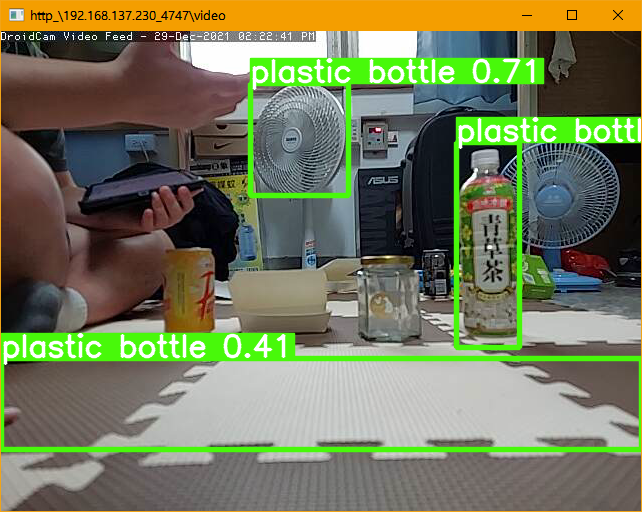 http_\192.168.137.230_4747\video
DroidCam Video Feed - 29-Dec-2021 02:22:41 PM
plastic bottle 0.71
plastic bottl
ASUS
青草茶
plastic bottle 0.41